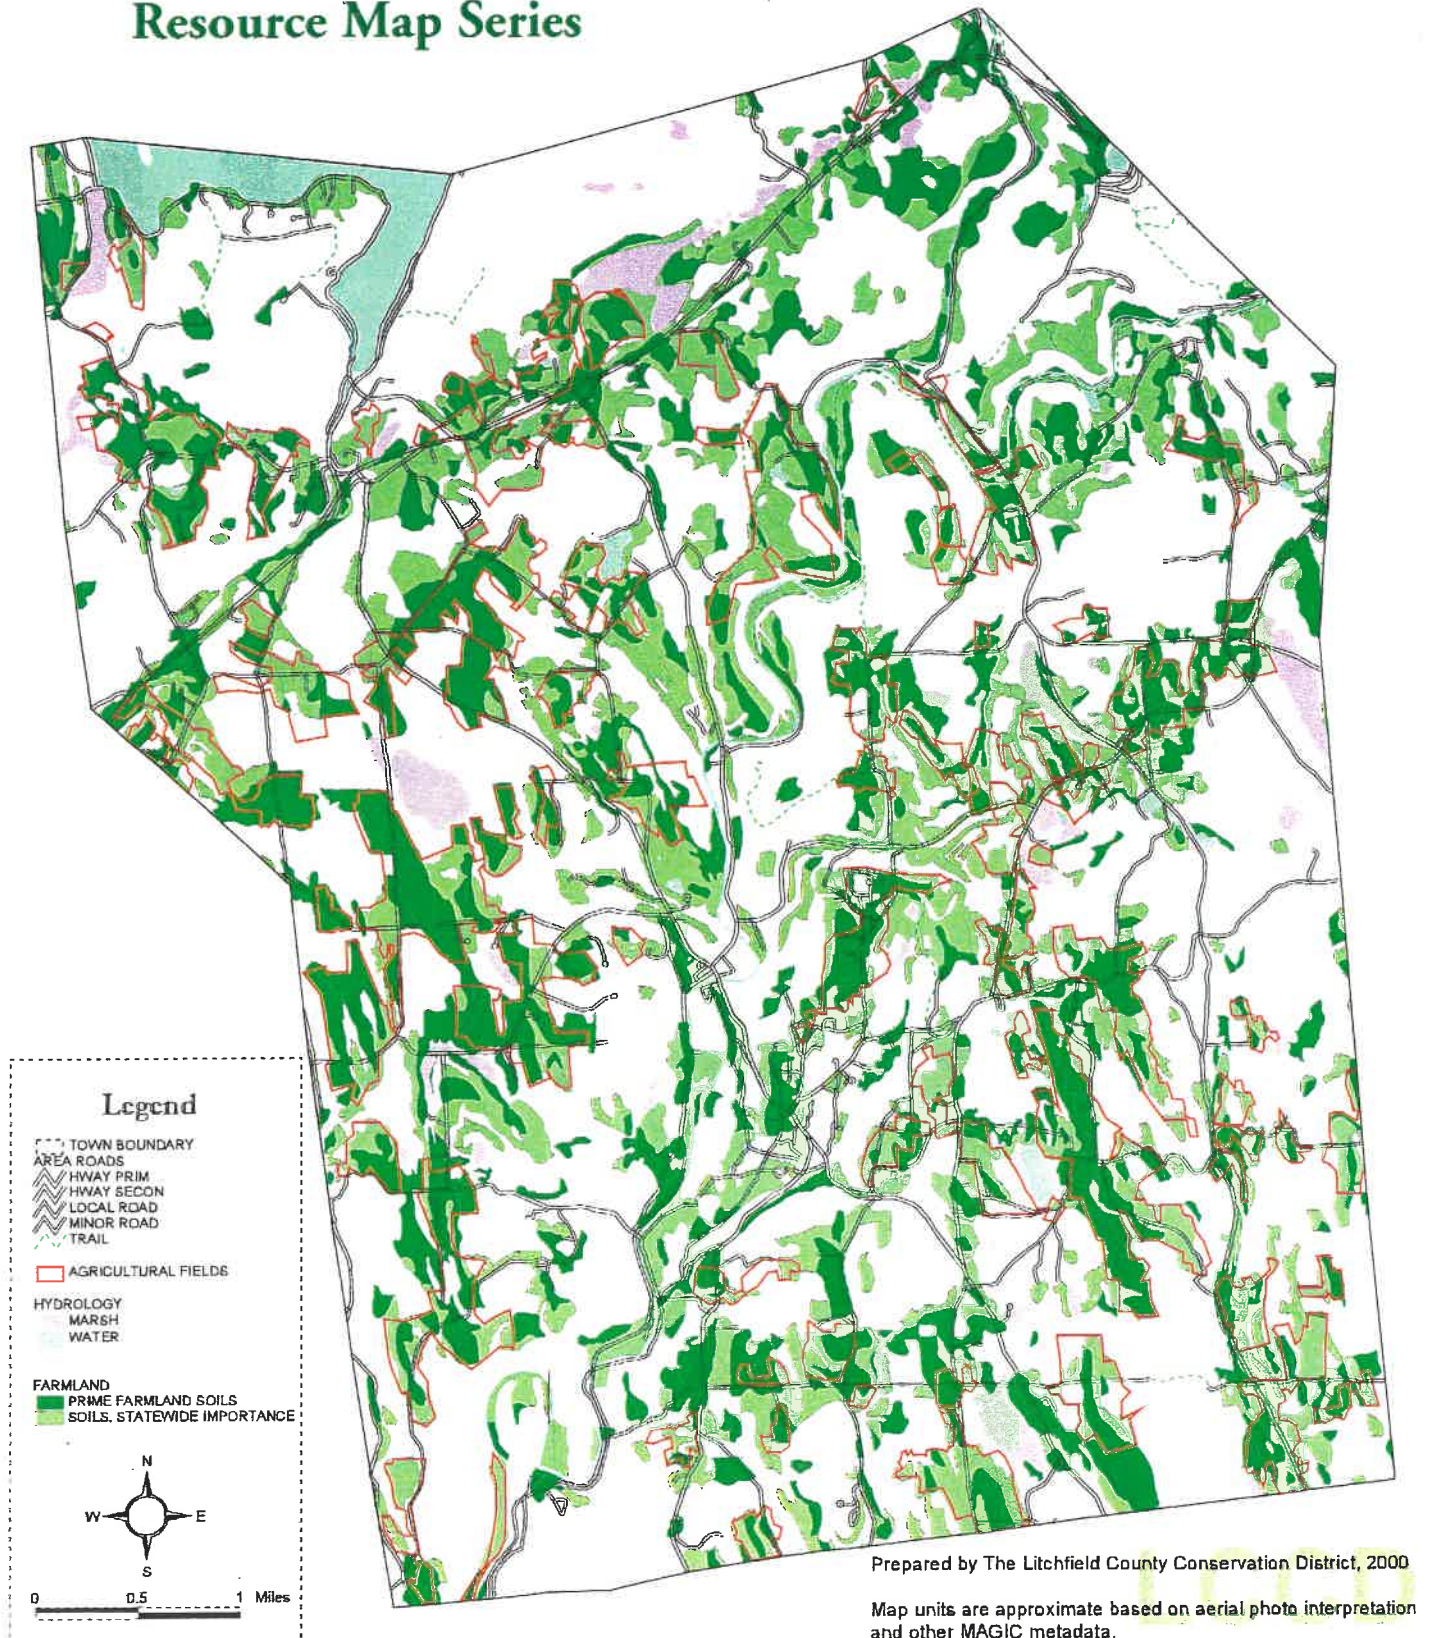 Resource Map Series
Legend
TOWN BOUNDARY
AREA ROADS
HWAY PRIM
HWAY SECON
LOCAL ROAD
MINOR ROAD
TRAIL
AGRICULTURAL FIELDS
HYDROLOGY
MARSH
WATER
FARMLAND
PRIME FARMLAND SOILS
SOILS, STATEWIDE IMPORTANCE
N
W E
S
0 0.5 1 Miles
Prepared by The Litchfield County Conservation District, 2000
LCCD
Map units are approximate based on aerial photo interpretation
and other MAGIC metadata.